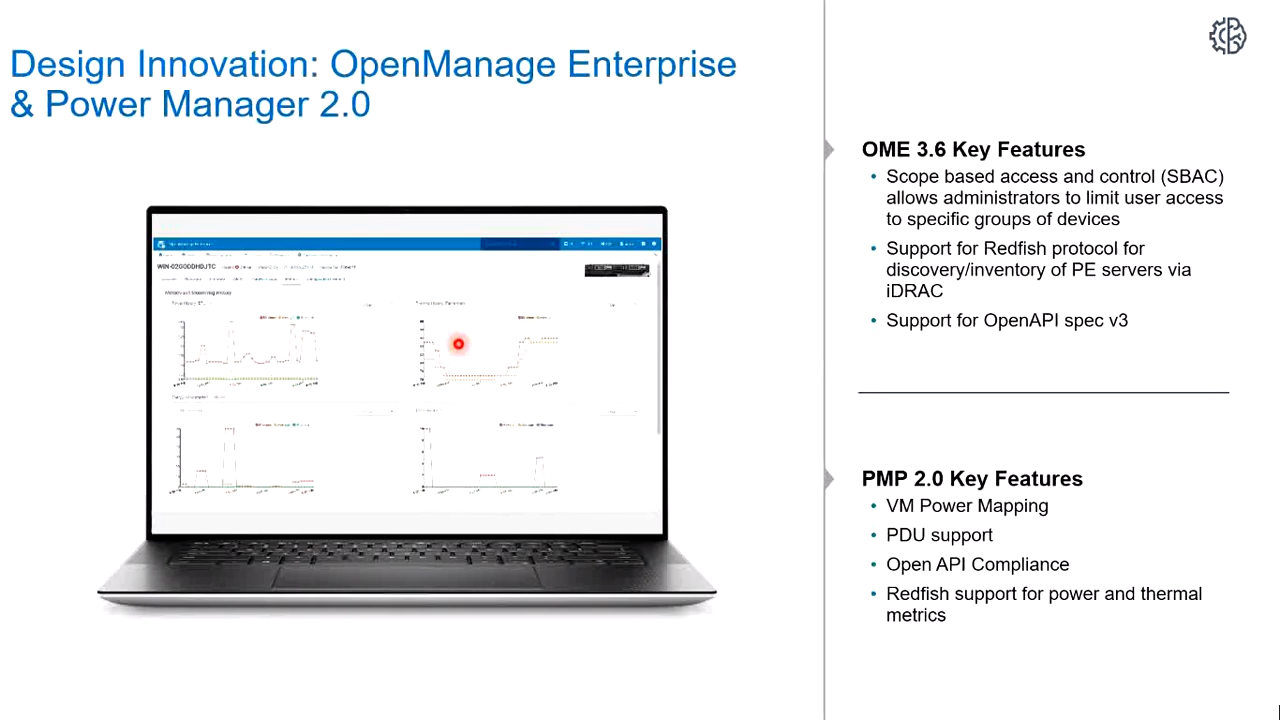 Design Innovation: OpenManage Enterprise
& Power Manager 2.0
OME 3.6 Key Features
• Scope based access and control (SBAC)
allows administrators to limit user access
to specific groups of devices
• Support for Redfish protocol for
discovery/inventory of PE servers via
iDRAC
• Support for OpenAPI spec v3
PMP 2.0 Key Features
• VM Power Mapping
• PDU support
• Open API Compliance
• Redfish support for power and thermal
metrics